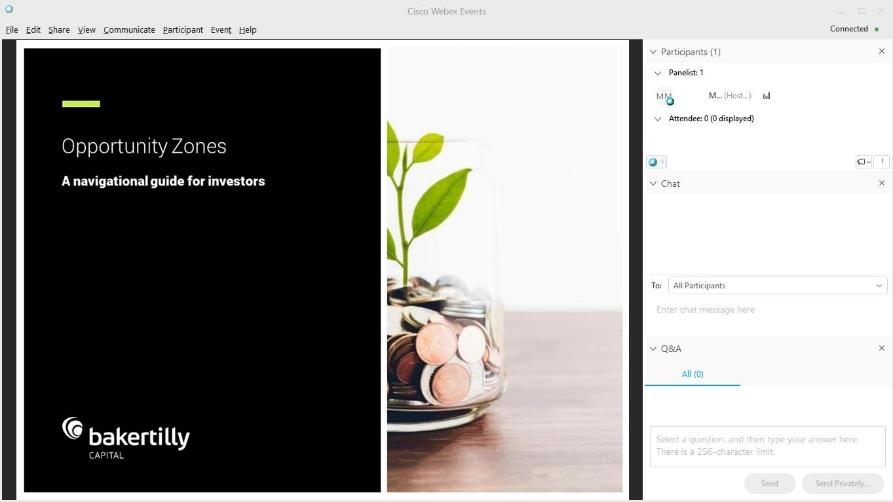 Cisco Webex Events
File Edit Share View Communicate Participant Event Help
Connected
Opportunity Zones
A navigational guide for investors
bakertilly
CAPITAL
Participants (1)
Panelist: 1
MM
M... (Host...)
Attendee: 0 (0 displayed)
Chat
To: All Participants
Enter chat message here
Q&A
All (0)
Select a question, and then type your answer here.
There is a 256-character limit.
Send Send Privately...